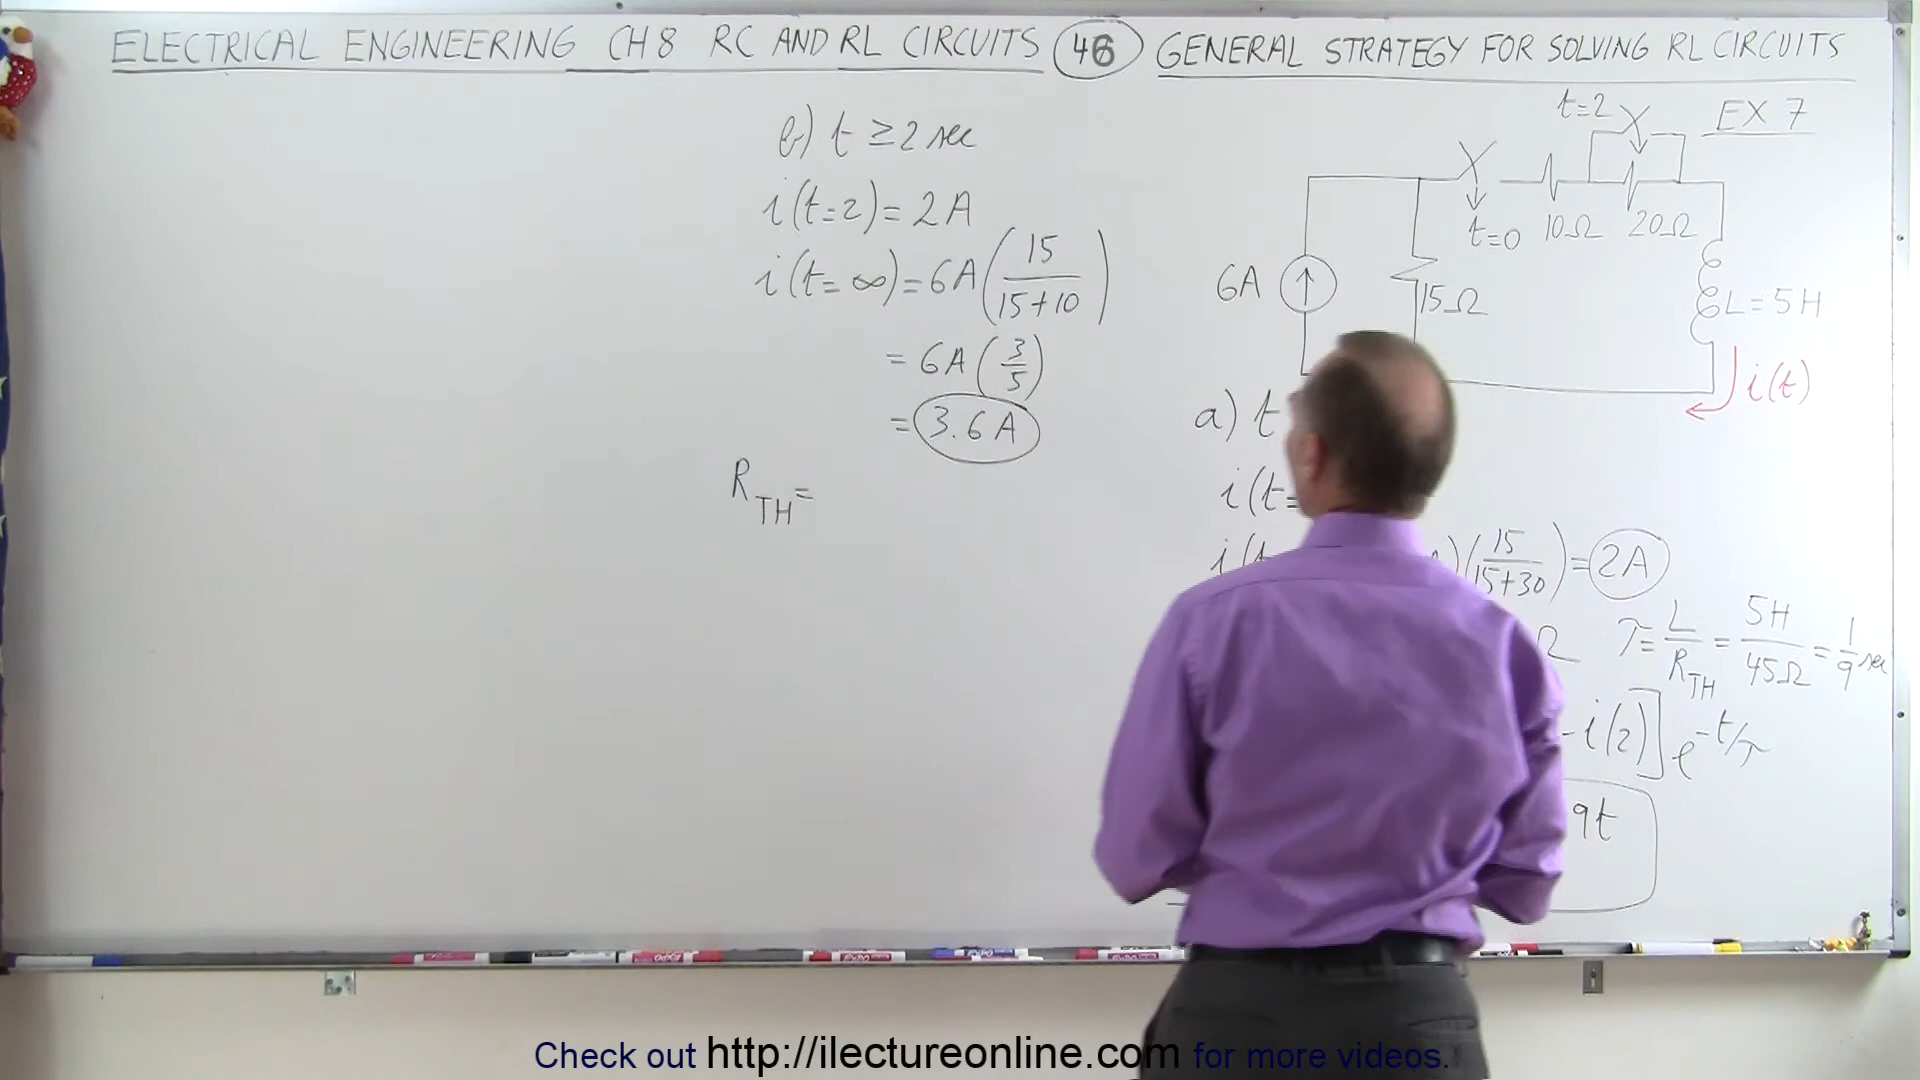 ELECTRICAL ENGINEERING CH 8 RC AND RL CIRCUITS 46 GENERAL STRATEGY FOR SOLVING RL CIRCUITS
b) t ≥ 2 sec
i(t=2) = 2A
i(t=∞) = 6A(15/(15+10))
= 6A(3/5)
= 3.6A
R_TH =
EX 7
t=2
t=0
10Ω
20Ω
6A
15Ω
L=5H
i(t)
a) t
i(t=
i(t
(15/(15+30)) = 2A
Ω τ = L/R_TH = 5H/45Ω = 1/9 sec
- i(2)] e^-t/τ
9t
Check out http://ilectureonline.com for more videos.